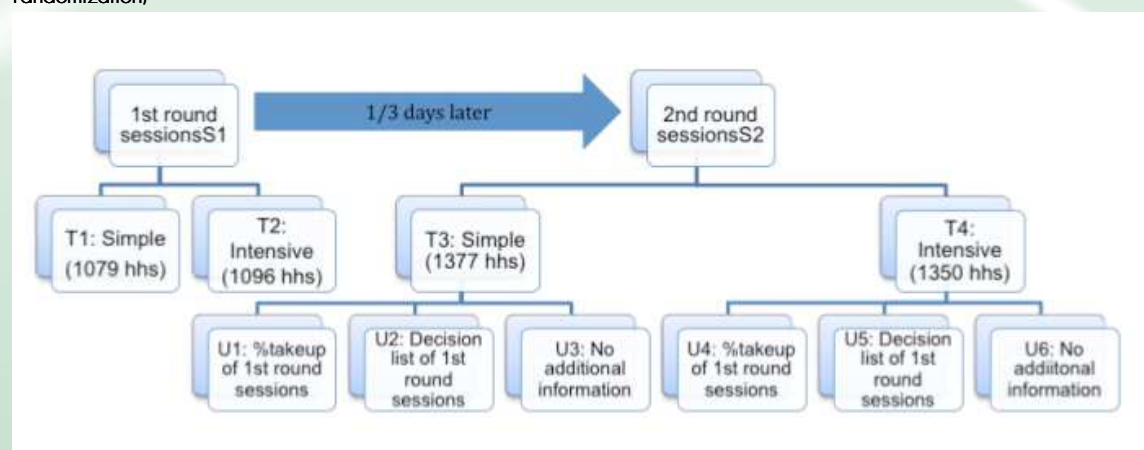 randomization)
1st round
sessionsS1
1/3 days later
2nd round
sessionsS2
T1: Simple
(1079 hhs)
T2:
Intensive
(1096 hhs)
T3: Simple
(1377 hhs)
T4:
Intensive
(1350 hhs)
U1: %takeup
of 1st round
sessions
U2: Decision
list of 1st
round
sessions
U3: No
additional
information
U4: %takeup
of 1st round
sessions
U5: Decision
list of 1st
round
sessions
U6: No
addiitonal
information